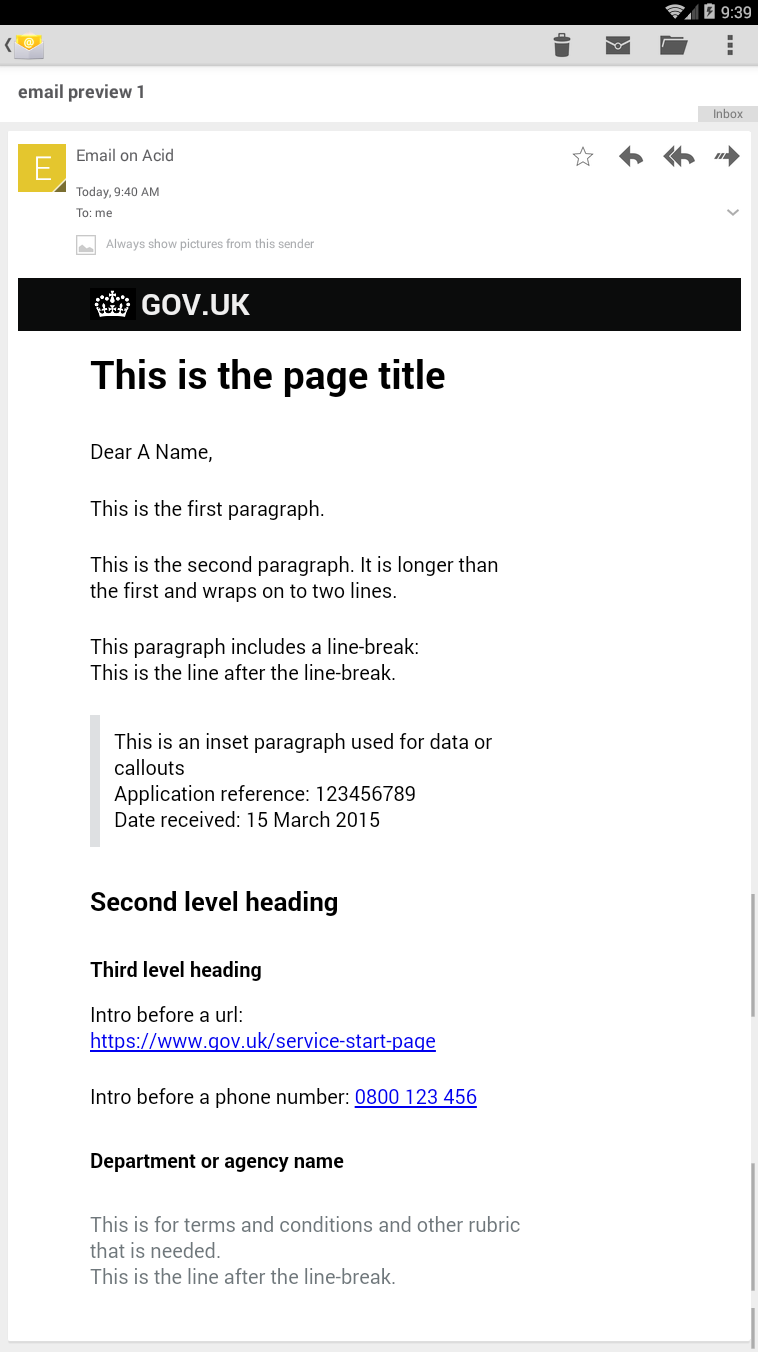 9:39
email preview 1
Inbox
E
Email on Acid
Today, 9:40 AM
To: me
Always show pictures from this sender
GOV.UK
This is the page title
Dear A Name,
This is the first paragraph.
This is the second paragraph. It is longer than
the first and wraps on to two lines.
This paragraph includes a line-break:
This is the line after the line-break.
This is an inset paragraph used for data or
callouts
Application reference: 123456789
Date received: 15 March 2015
Second level heading
Third level heading
Intro before a url:
https://www.gov.uk/service-start-page
Intro before a phone number: 0800 123 456
Department or agency name
This is for terms and conditions and other rubric
that is needed.
This is the line after the line-break.